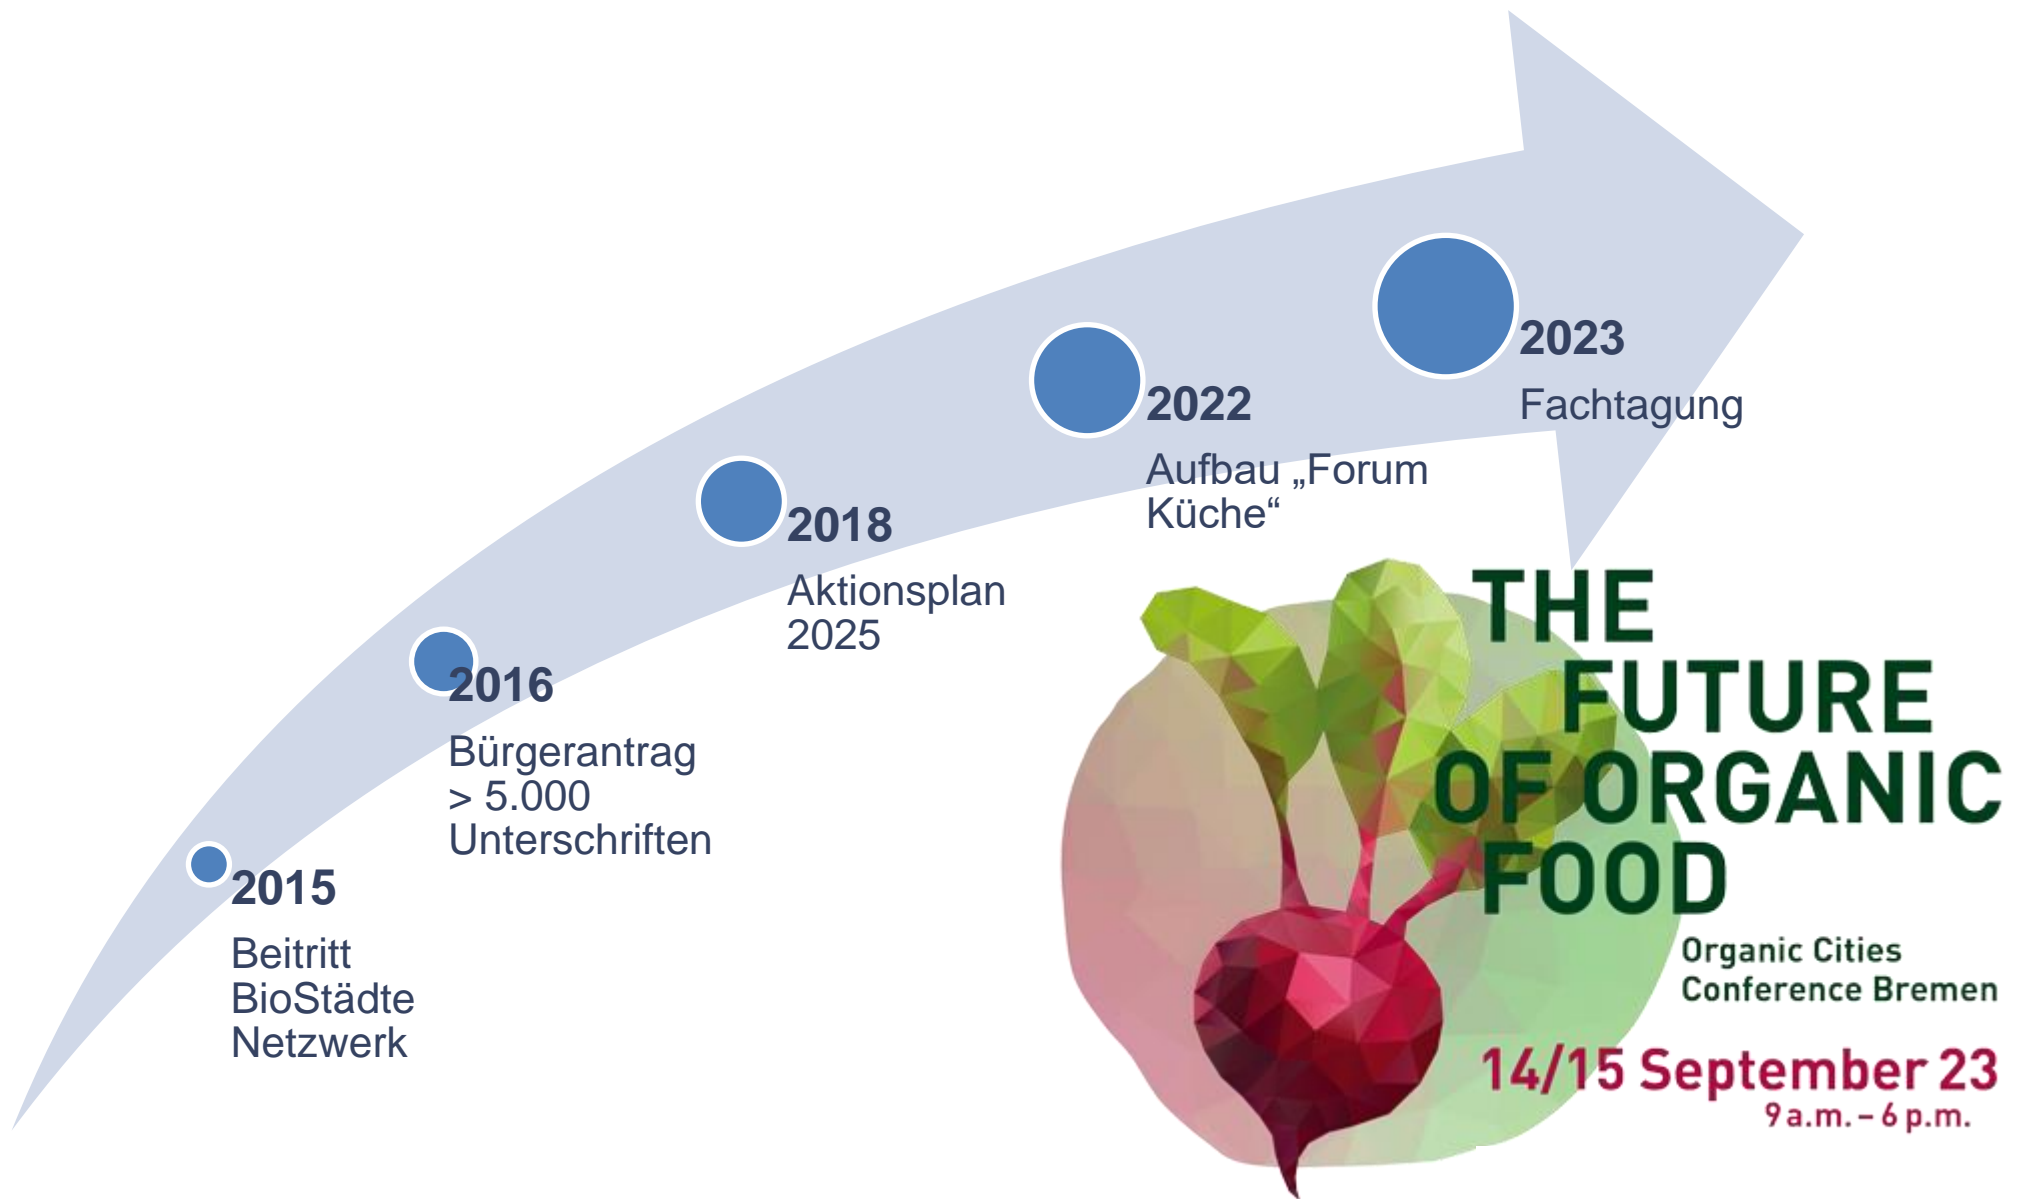 2015
Beitritt
BioStädte
Netzwerk
2016
Bürgerantrag
> 5.000
Unterschriften
2018
Aktionsplan
2025
2022
Aufbau „Forum
Küche“
2023
Fachtagung
THE
FUTURE
OF ORGANIC
FOOD
Organic Cities
Conference Bremen
14/15 September 23
9 a.m. – 6 p.m.